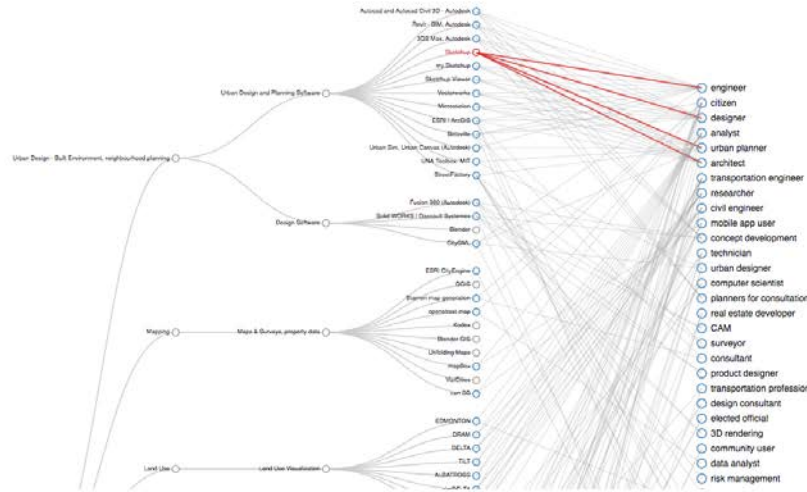 Autocad and Autocad Civil 3D - Autodesk
Revit - BIM, Autodesk
3DS Max, Autodesk
Sketchup
my.Sketchup
Sketchup Viewer
Vectorworks
Microstation
ESRI / ArcGIS
Urban Sim, Urban Canvas (Autodesk)
UNA Toolbox MIT
StreetFactory
Urban Design and Planning Software
Urban Design - Built Environment, neighbourhood planning
Design Software
Fusion 360 (Autodesk)
Solid WORKS / Dassault Systemes
Blender
CityGML
ESRI CityEngine
QGIS
Stamen map generation
openstreet map
Kodex
Blender GIS
Unfolding Maps
mapBox
VizCities
Mapping
Maps & Surveys, property data
EDMONTON
DRAM
DELTA
TILT
ALBATROSS
Land Use
Land Use Visualization
engineer
citizen
designer
analyst
urban planner
architect
transportation engineer
researcher
civil engineer
mobile app user
concept development
technician
urban designer
computer scientist
planners for consultation
real estate developer
CAM
surveyor
consultant
product designer
transportation profession
design consultant
elected official
3D rendering
community user
data analyst
risk management